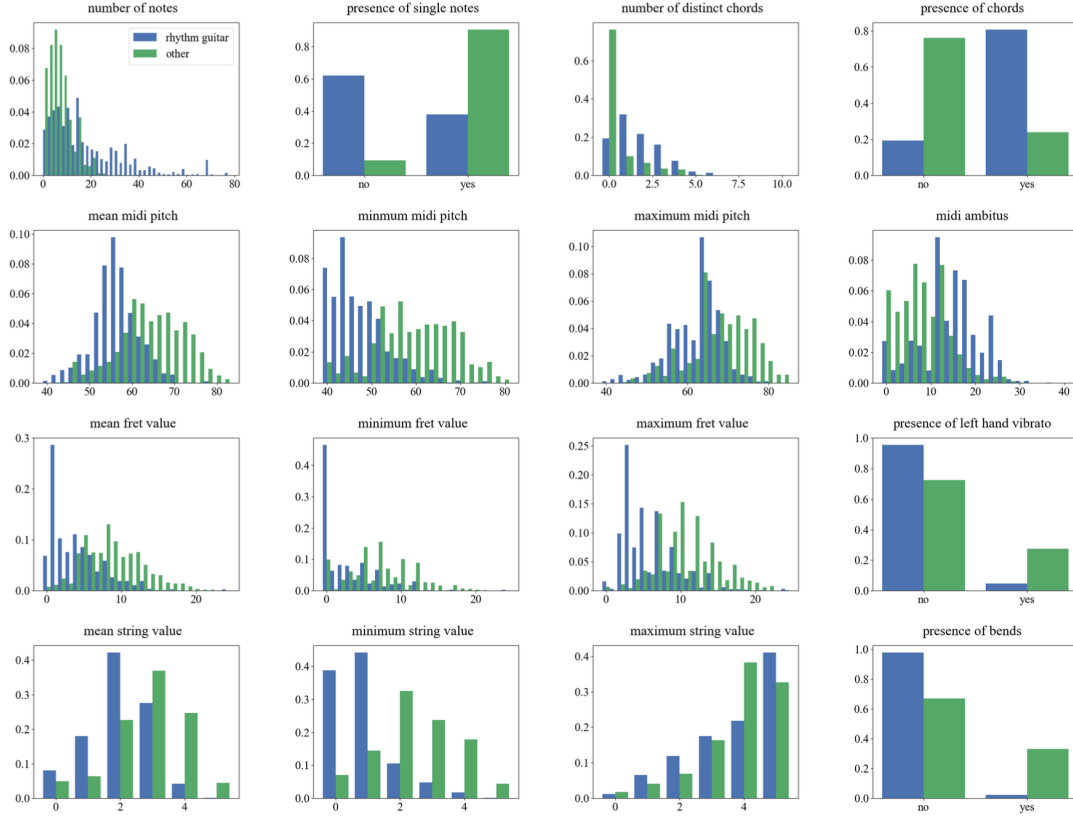 number of notes
presence of single notes
number of distinct chords
presence of chords
rhythm guitar
other
0.08
0.06
0.04
0.02
0.00
0 20 40 60 80
0.8
0.6
0.4
0.2
0.0
no yes
0.6
0.4
0.2
0.0
0.0 2.5 5.0 7.5 10.0
0.8
0.6
0.4
0.2
0.0
no yes
mean midi pitch
minmum midi pitch
maximum midi pitch
midi ambitus
0.10
0.08
0.06
0.04
0.02
0.00
40 50 60 70 80
0.08
0.06
0.04
0.02
0.00
40 50 60 70 80
0.10
0.08
0.06
0.04
0.02
0.00
40 50 60 70 80
0.08
0.06
0.04
0.02
0.00
0 10 20 30 40
mean fret value
minimum fret value
maximum fret value
presence of left hand vibrato
0.3
0.2
0.1
0.0
0 10 20
0.4
0.3
0.2
0.1
0.0
0 10 20
0.25
0.20
0.15
0.10
0.05
0.00
0 10 20
1.0
0.8
0.6
0.4
0.2
0.0
no yes
mean string value
minimum string value
maximum string value
presence of bends
0.4
0.3
0.2
0.1
0.0
0 2 4
0.4
0.3
0.2
0.1
0.0
0 2 4
0.4
0.3
0.2
0.1
0.0
0 2 4
1.0
0.8
0.6
0.4
0.2
0.0
no yes